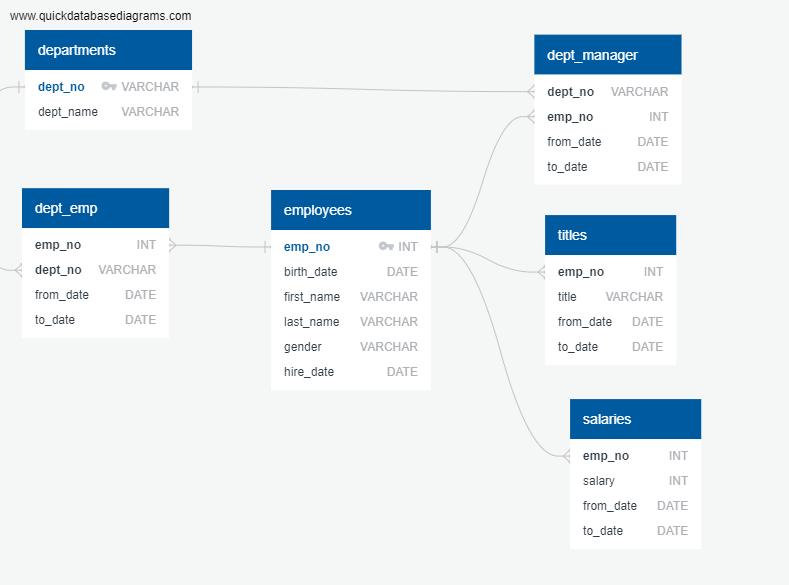 www.quickdatabasediagrams.com
departments
dept_no VARCHAR
dept_name VARCHAR
dept_manager
dept_no VARCHAR
emp_no INT
from_date DATE
to_date DATE
dept_emp
emp_no INT
dept_no VARCHAR
from_date DATE
to_date DATE
employees
emp_no INT
birth_date DATE
first_name VARCHAR
last_name VARCHAR
gender VARCHAR
hire_date DATE
titles
emp_no INT
title VARCHAR
from_date DATE
to_date DATE
salaries
emp_no INT
salary INT
from_date DATE
to_date DATE